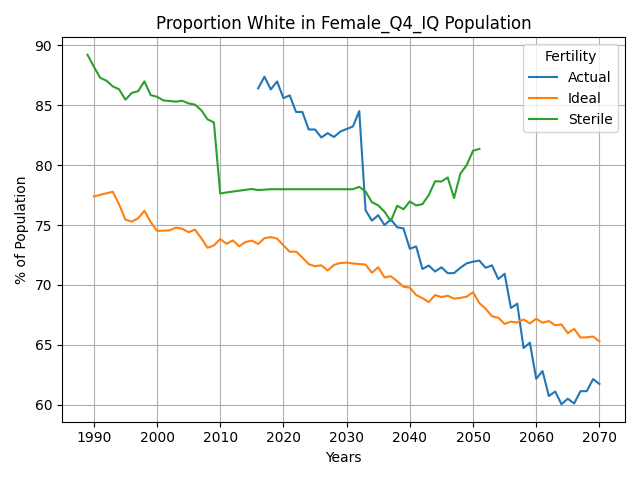 Proportion White in Female_Q4_IQ Population
Fertility
Actual
Ideal
Sterile
% of Population
90
85
80
75
70
65
60
1990
2000
2010
2020
2030
2040
2050
2060
2070
Years